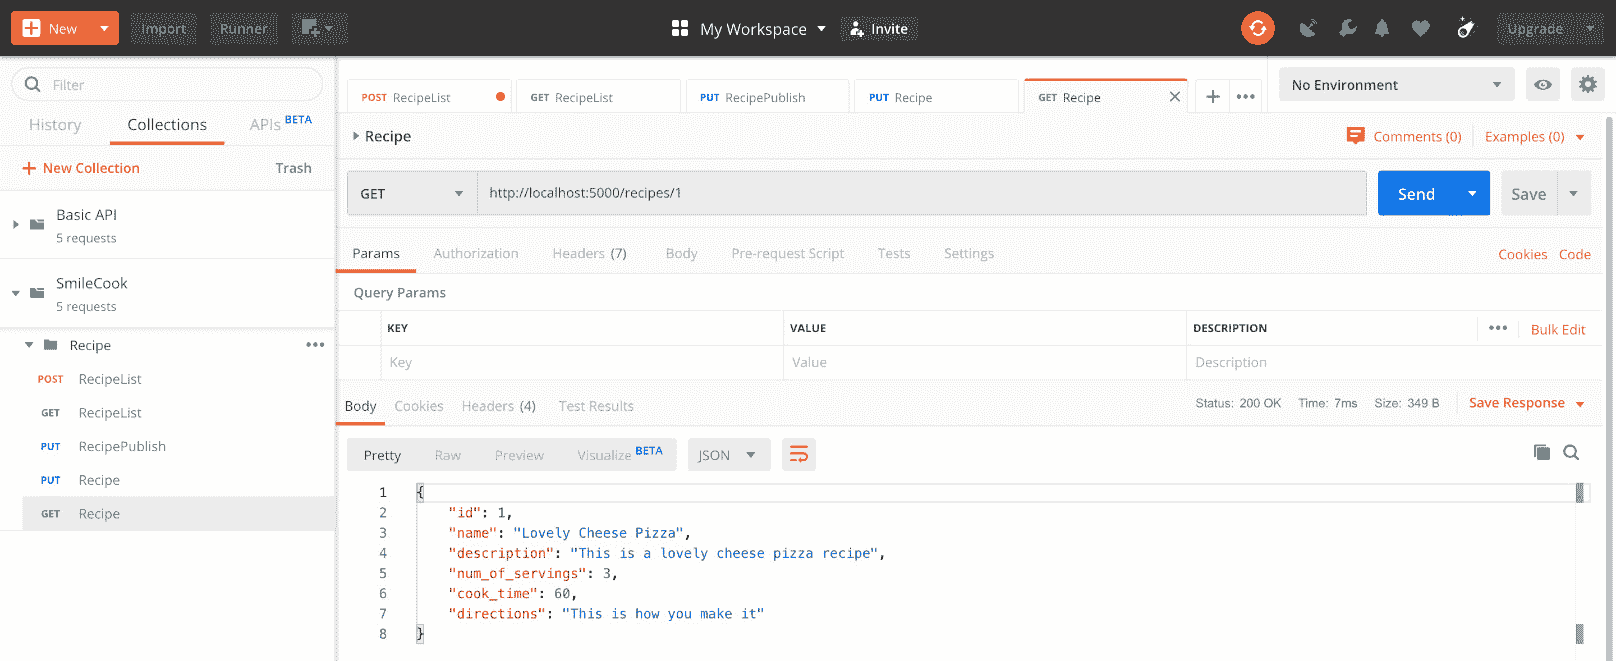 New Import Runner My Workspace Invite Upgrade
Filter
History Collections APIs BETA
New Collection Trash
Basic API
5 requests
SmileCook
5 requests
Recipe
POST RecipeList
GET RecipeList
PUT RecipePublish
PUT Recipe
GET Recipe
POST RecipeList GET RecipeList PUT RecipePublish PUT Recipe GET Recipe No Environment
Recipe Comments (0) Examples (0)
GET http://localhost:5000/recipes/1 Send Save
Params Authorization Headers (7) Body Pre-request Script Tests Settings Cookies Code
Query Params
KEY VALUE DESCRIPTION Bulk Edit
Key Value Description
Body Cookies Headers (4) Test Results Status: 200 OK Time: 7ms Size: 349 B Save Response
Pretty Raw Preview Visualize BETA JSON
1 {
2 "id": 1,
3 "name": "Lovely Cheese Pizza",
4 "description": "This is a lovely cheese pizza recipe",
5 "num_of_servings": 3,
6 "cook_time": 60,
7 "directions": "This is how you make it"
8 }